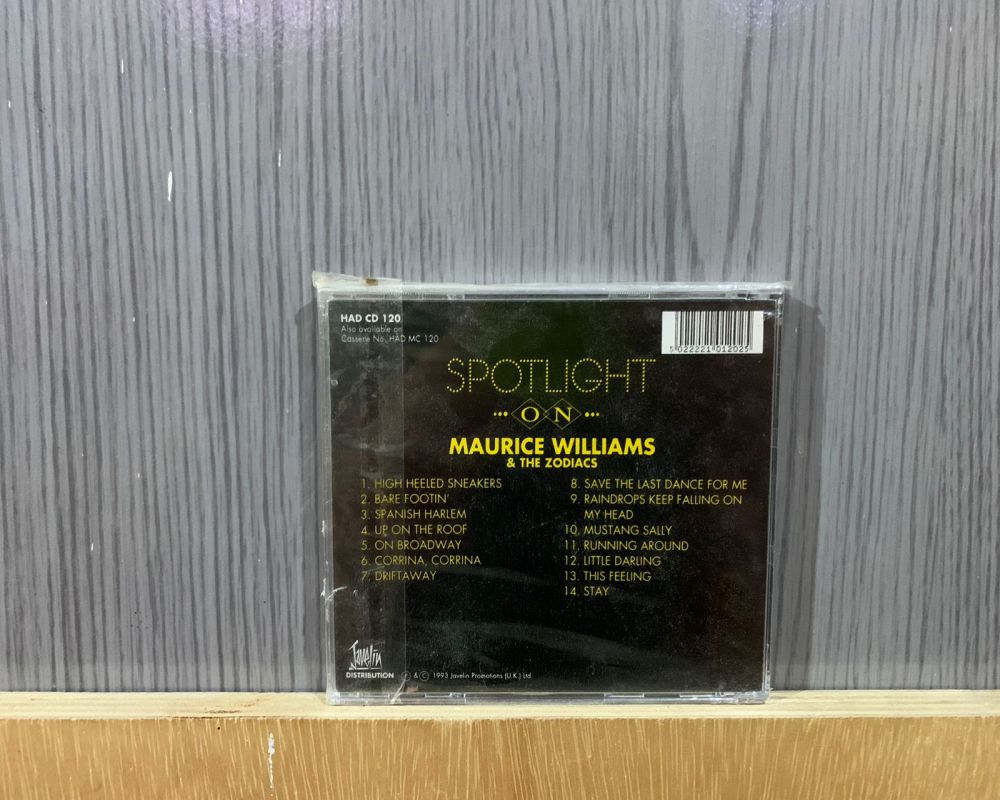 HAD CD 120
Also available on
Cassette No. HAD MC 120
5 022221 012025
SPOTLIGHT
ON
MAURICE WILLIAMS
& THE ZODIACS
1. HIGH HEELED SNEAKERS
2. BARE FOOTIN'
3. SPANISH HARLEM
4. UP ON THE ROOF
5. ON BROADWAY
6. CORRINA, CORRINA
7. DRIFTAWAY
8. SAVE THE LAST DANCE FOR ME
9. RAINDROPS KEEP FALLING ON
MY HEAD
10. MUSTANG SALLY
11. RUNNING AROUND
12. LITTLE DARLING
13. THIS FEELING
14. STAY
Javelin
DISTRIBUTION
Ⓟ & © 1993 Javelin Promotions (U.K.) Ltd